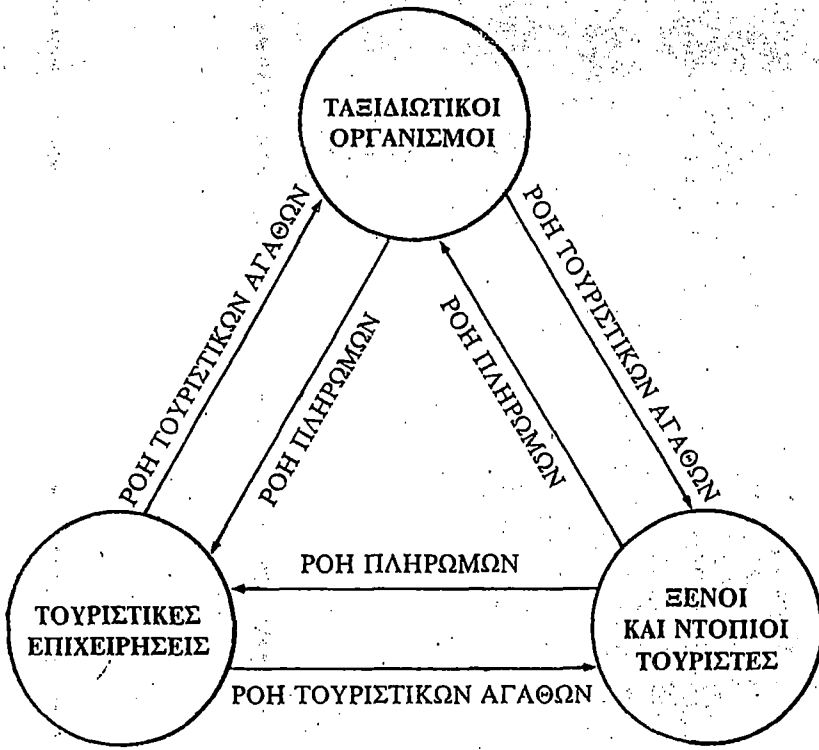 ΤΑΞΙΔΙΩΤΙΚΟΙ
ΟΡΓΑΝΙΣΜΟΙ
ΡΟΗ ΤΟΥΡΙΣΤΙΚΩΝ ΑΓΑΘΩΝ
ΡΟΗ ΠΛΗΡΩΜΩΝ
ΡΟΗ ΠΛΗΡΩΜΩΝ
ΡΟΗ ΤΟΥΡΙΣΤΙΚΩΝ ΑΓΑΘΩΝ
ΤΟΥΡΙΣΤΙΚΕΣ
ΕΠΙΧΕΙΡΗΣΕΙΣ
ΡΟΗ ΠΛΗΡΩΜΩΝ
ΡΟΗ ΤΟΥΡΙΣΤΙΚΩΝ ΑΓΑΘΩΝ
ΞΕΝΟΙ
ΚΑΙ ΝΤΟΠΙΟΙ
ΤΟΥΡΙΣΤΕΣ